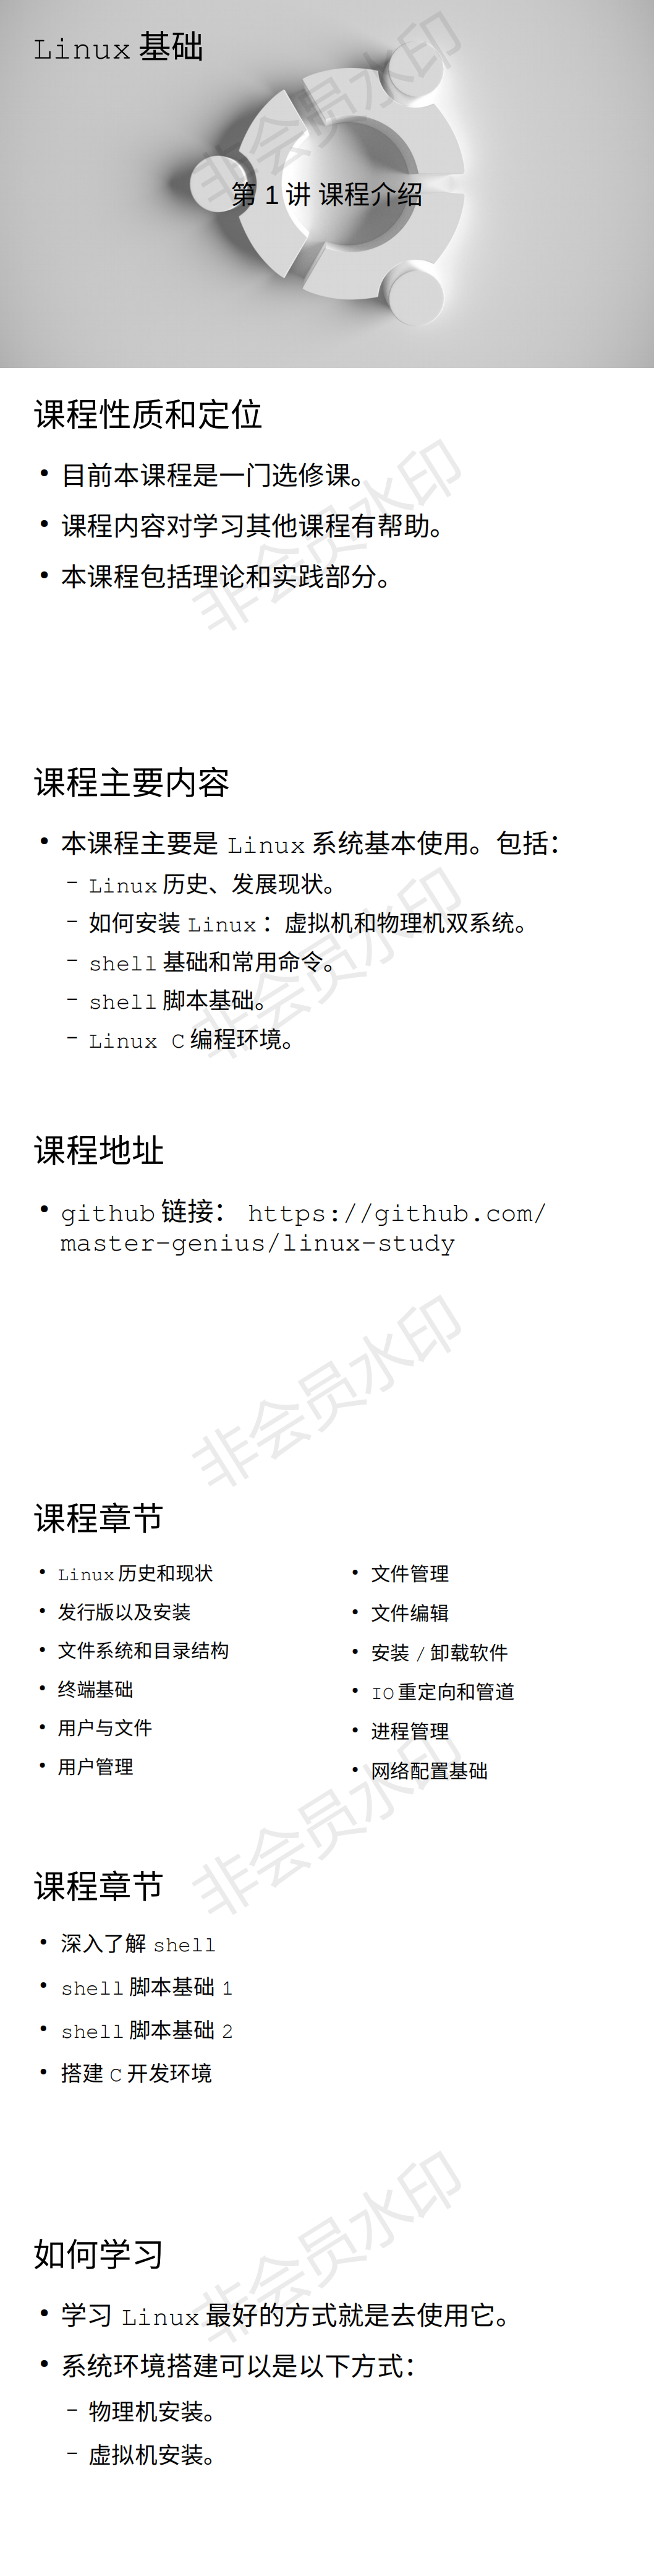 Linux 基础
非会员水印
第 1 讲 课程介绍
课程性质和定位
• 目前本课程是一门选修课。
• 课程内容对学习其他课程有帮助。
• 本课程包括理论和实践部分。
非会员水印
课程主要内容
• 本课程主要是 Linux 系统基本使用。包括：
– Linux 历史、发展现状。
– 如何安装 Linux：虚拟机和物理机双系统。
– shell 基础和常用命令。
– shell 脚本基础。
– Linux C 编程环境。
非会员水印
课程地址
• github 链接： https://github.com/
master-genius/linux-study
非会员水印
课程章节
• Linux 历史和现状
• 发行版以及安装
• 文件系统和目录结构
• 终端基础
• 用户与文件
• 用户管理
• 文件管理
• 文件编辑
• 安装 / 卸载软件
• IO 重定向和管道
• 进程管理
• 网络配置基础
非会员水印
课程章节
• 深入了解 shell
• shell 脚本基础 1
• shell 脚本基础 2
• 搭建 C 开发环境
非会员水印
如何学习
• 学习 Linux 最好的方式就是去使用它。
• 系统环境搭建可以是以下方式：
– 物理机安装。
– 虚拟机安装。